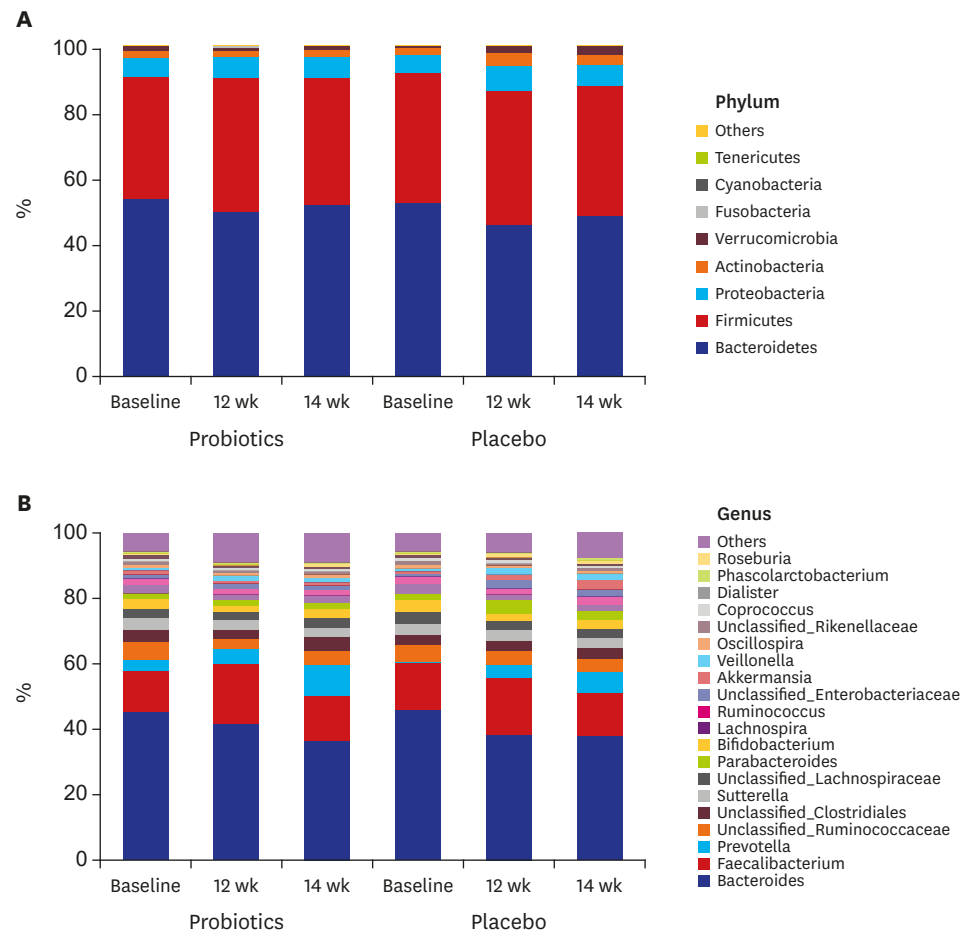 A
100
80
60
40
20
0
%
Baseline 12 wk 14 wk Baseline 12 wk 14 wk
Probiotics Placebo
Phylum
Others
Tenericutes
Cyanobacteria
Fusobacteria
Verrucomicrobia
Actinobacteria
Proteobacteria
Firmicutes
Bacteroidetes
B
100
80
60
40
20
0
%
Baseline 12 wk 14 wk Baseline 12 wk 14 wk
Probiotics Placebo
Genus
Others
Roseburia
Phascolarctobacterium
Dialister
Coprococcus
Unclassified_Rikenellaceae
Oscillospira
Veillonella
Akkermansia
Unclassified_Enterobacteriaceae
Ruminococcus
Lachnospira
Bifidobacterium
Parabacteroides
Unclassified_Lachnospiraceae
Sutterella
Unclassified_Clostridiales
Unclassified_Ruminococcaceae
Prevotella
Faecalibacterium
Bacteroides